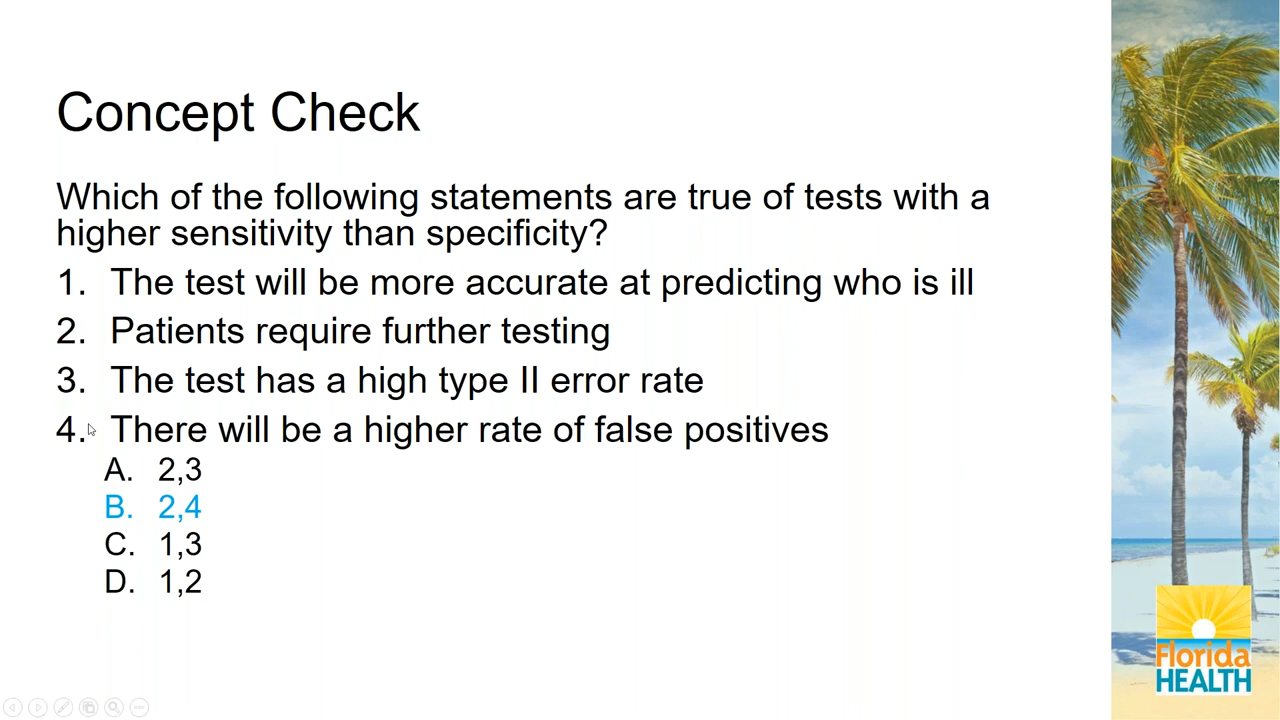 Concept Check
Which of the following statements are true of tests with a
higher sensitivity than specificity?
1. The test will be more accurate at predicting who is ill
2. Patients require further testing
3. The test has a high type II error rate
4. There will be a higher rate of false positives
A. 2,3
B. 2,4
C. 1,3
D. 1,2
Florida
HEALTH